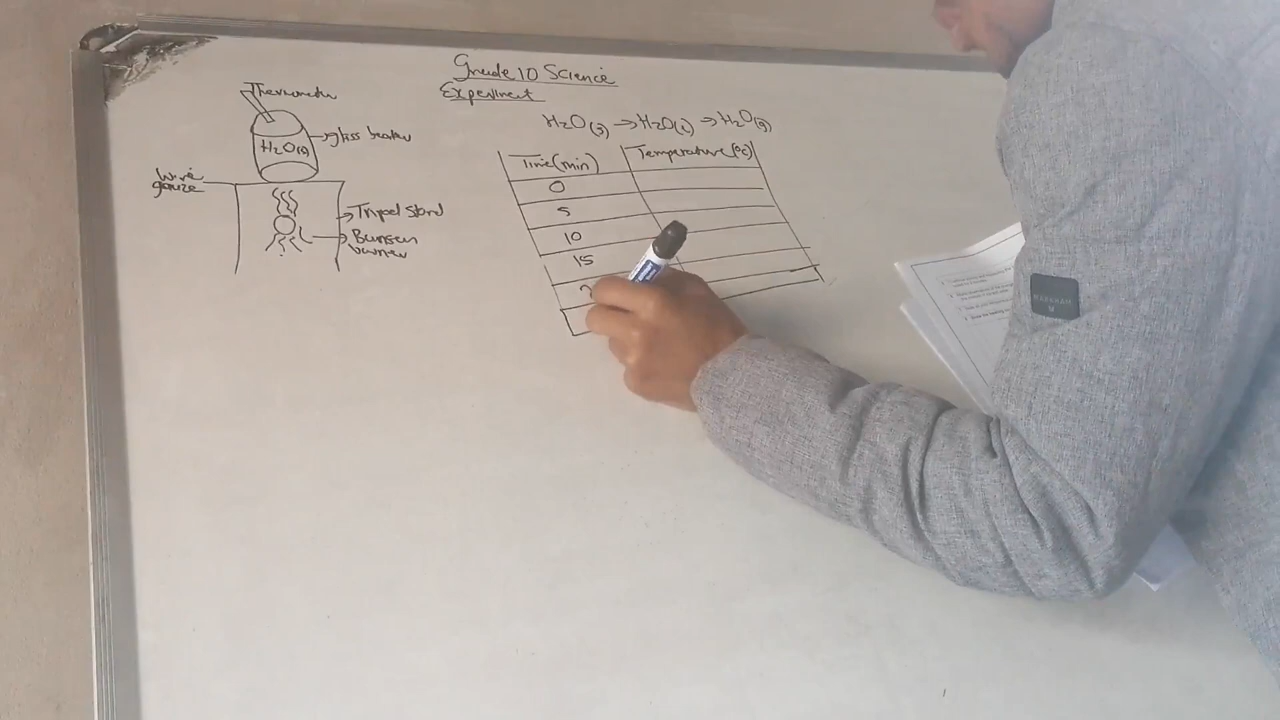 Grade 10 Science
Experiment
Thermometer
glass beaker
H2O(s)
Wire gauze
Tripod stand
Bunsen burner
H2O(s) → H2O(l) → H2O(g)
Time(min)
Temperature(°C)
0
5
10
15
MARKHAM